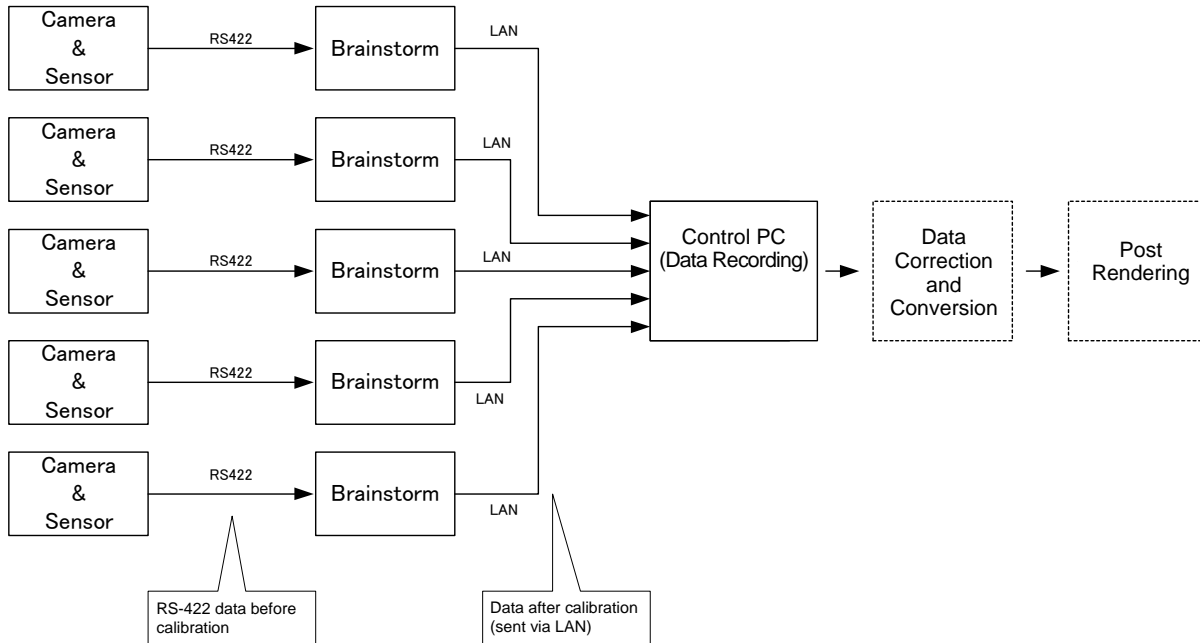 Camera
&
Sensor
RS422
Brainstorm
LAN
Camera
&
Sensor
RS422
Brainstorm
LAN
Camera
&
Sensor
RS422
Brainstorm
LAN
Camera
&
Sensor
RS422
Brainstorm
LAN
Camera
&
Sensor
RS422
Brainstorm
LAN
Control PC
(Data Recording)
Data
Correction
and
Conversion
Post
Rendering
RS-422 data before
calibration
Data after calibration
(sent via LAN)